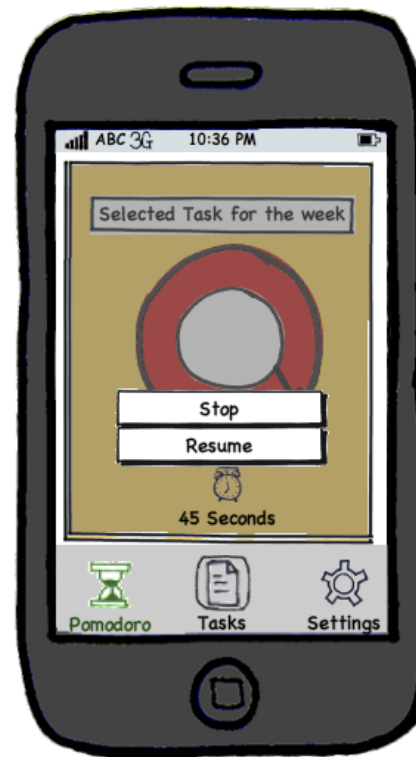 ABC 3G 10:36 PM
Selected Task for the week
Stop
Resume
45 Seconds
Pomodoro Tasks Settings